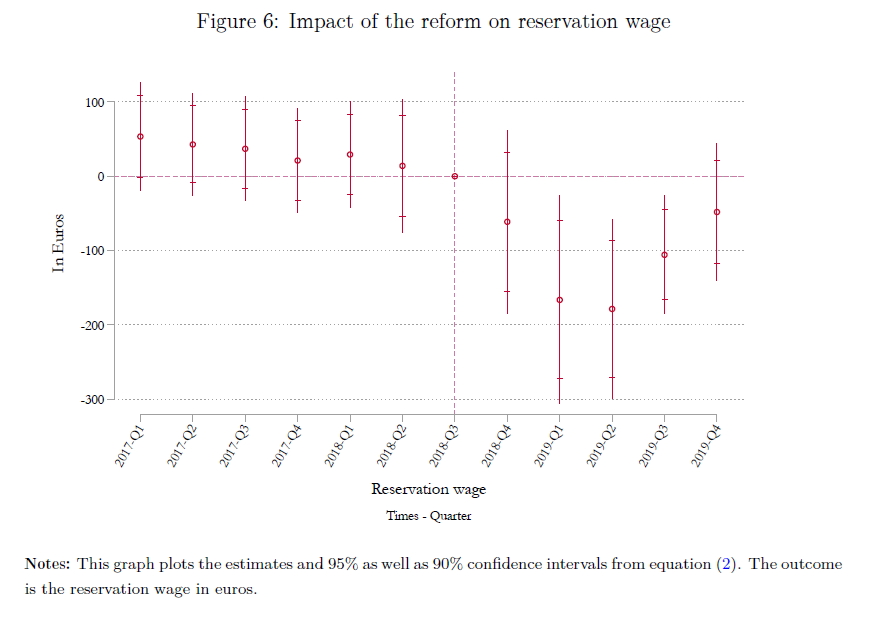 Figure 6: Impact of the reform on reservation wage
100
0
-100
-200
-300
In Euros
2017-Q1
2017-Q2
2017-Q3
2017-Q4
2018-Q1
2018-Q2
2018-Q3
2018-Q4
2019-Q1
2019-Q2
2019-Q3
2019-Q4
Reservation wage
Times - Quarter
Notes: This graph plots the estimates and 95% as well as 90% confidence intervals from equation (2). The outcome
is the reservation wage in euros.